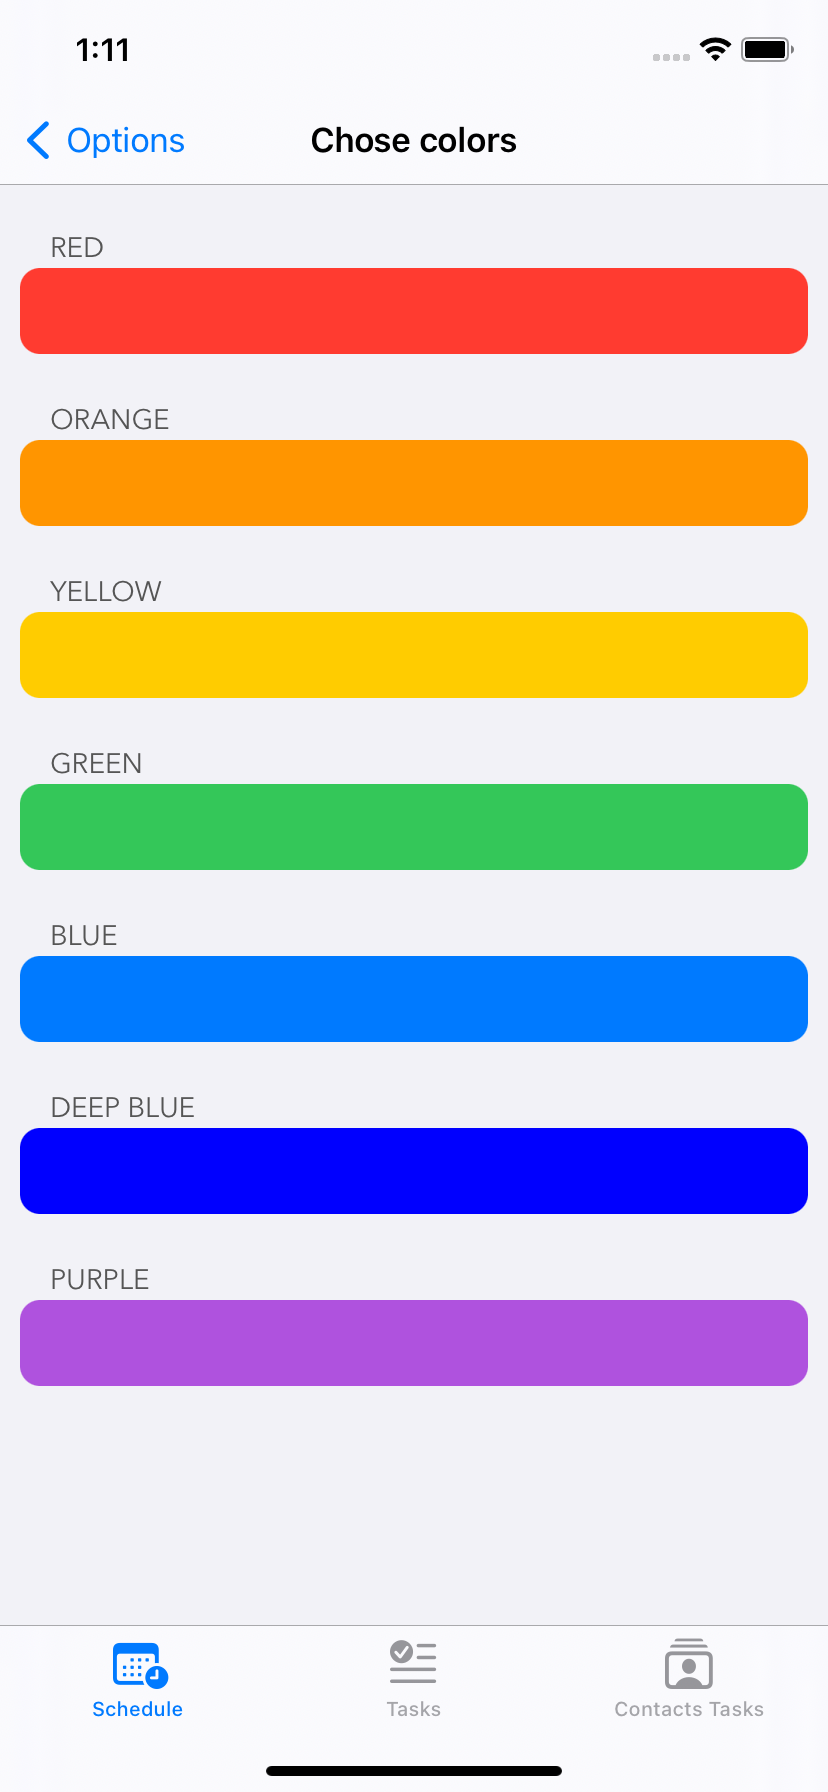 1:11
Options
Chose colors
RED
ORANGE
YELLOW
GREEN
BLUE
DEEP BLUE
PURPLE
Schedule
Tasks
Contacts Tasks